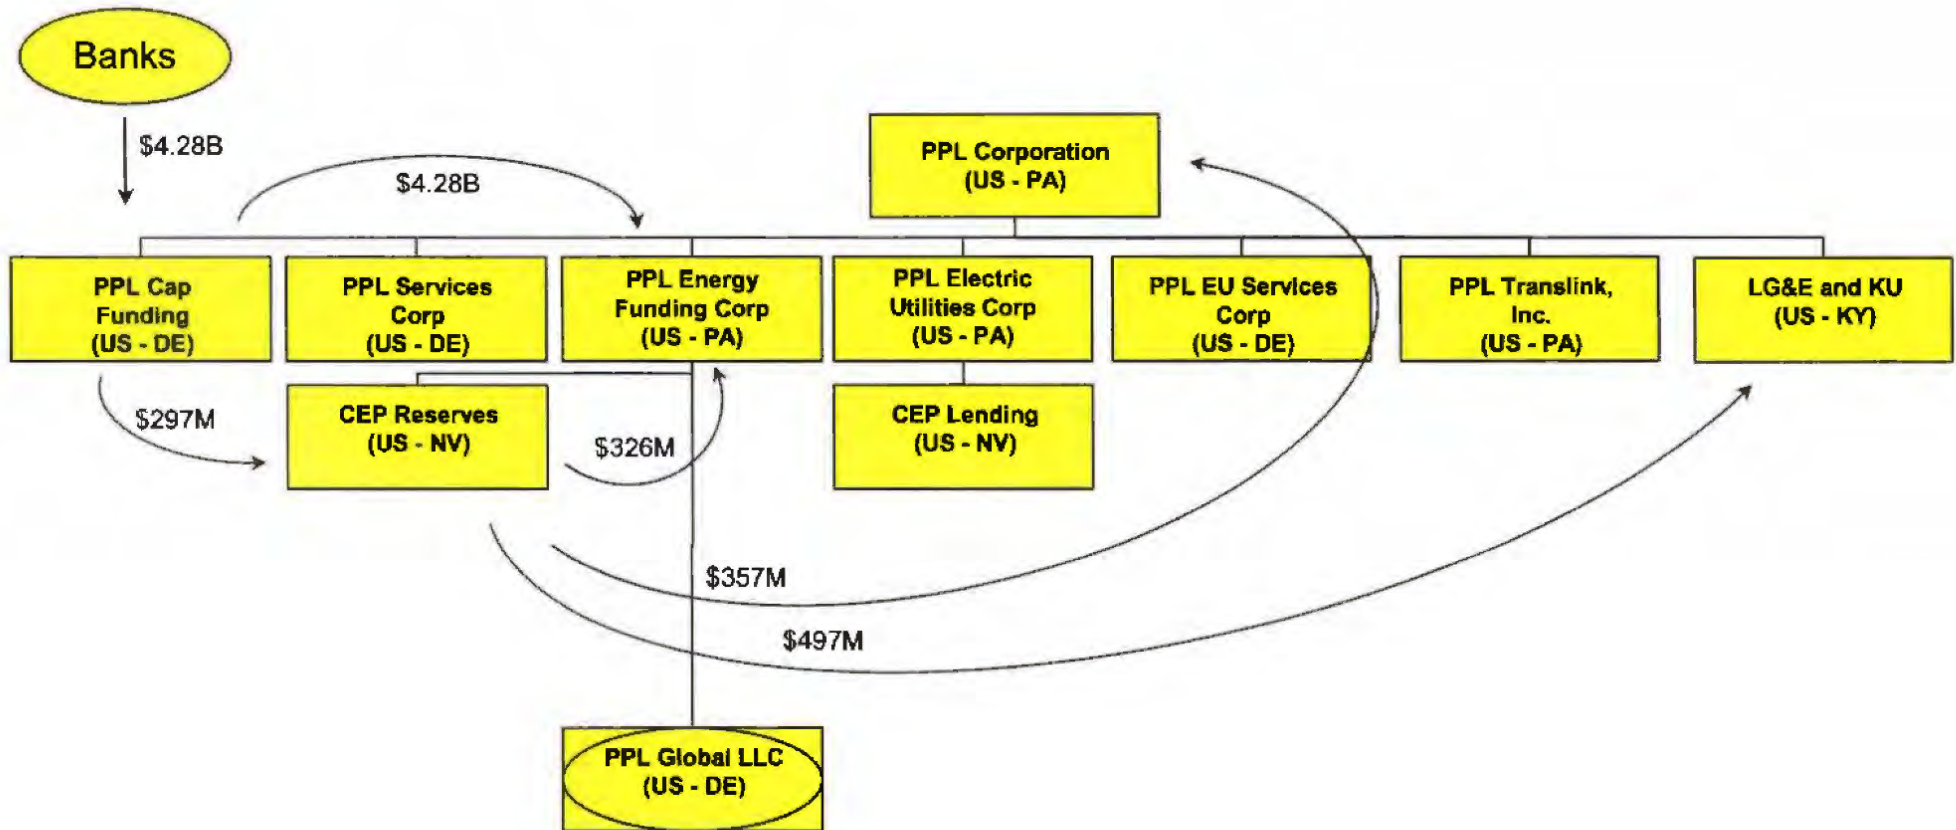 Banks
$4.28B
$4.28B
PPL Corporation
(US - PA)
PPL Cap
Funding
(US - DE)
PPL Services
Corp
(US - DE)
PPL Energy
Funding Corp
(US - PA)
PPL Electric
Utilities Corp
(US - PA)
PPL EU Services
Corp
(US - DE)
PPL Translink,
Inc.
(US - PA)
LG&E and KU
(US - KY)
$297M
CEP Reserves
(US - NV)
$326M
CEP Lending
(US - NV)
$357M
$497M
PPL Global LLC
(US - DE)